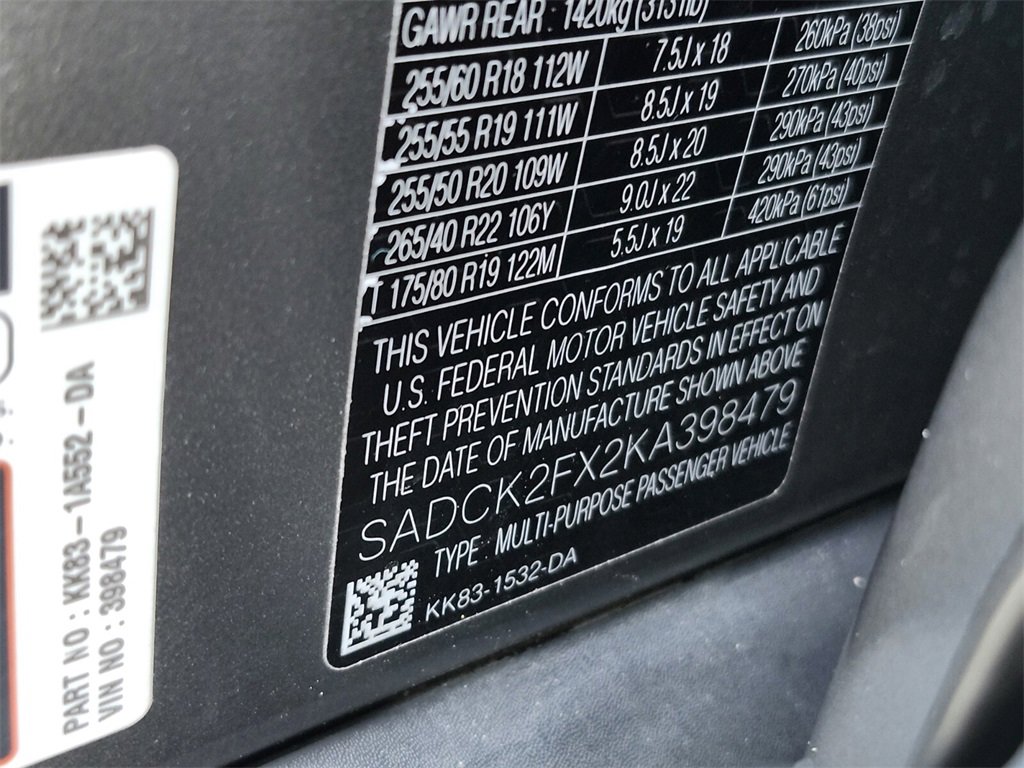 GAWR REAR : 1420kg (3131lb)
255/60 R18 112W 7.5J x 18 260kPa (38psi)
255/55 R19 111W 8.5J x 19 270kPa (40psi)
255/50 R20 109W 8.5J x 20 290kPa (43psi)
265/40 R22 106Y 9.0J x 22 290kPa (43psi)
T 175/80 R19 122M 5.5J x 19 420kPa (61psi)
THIS VEHICLE CONFORMS TO ALL APPLICABLE
U.S. FEDERAL MOTOR VEHICLE SAFETY AND
THEFT PREVENTION STANDARDS IN EFFECT ON
THE DATE OF MANUFACTURE SHOWN ABOVE
SADCK2FX2KA398479
TYPE : MULTI-PURPOSE PASSENGER VEHICLE
KK83-1532-DA
PART NO : KK83-1A552-DA
VIN NO : 398479